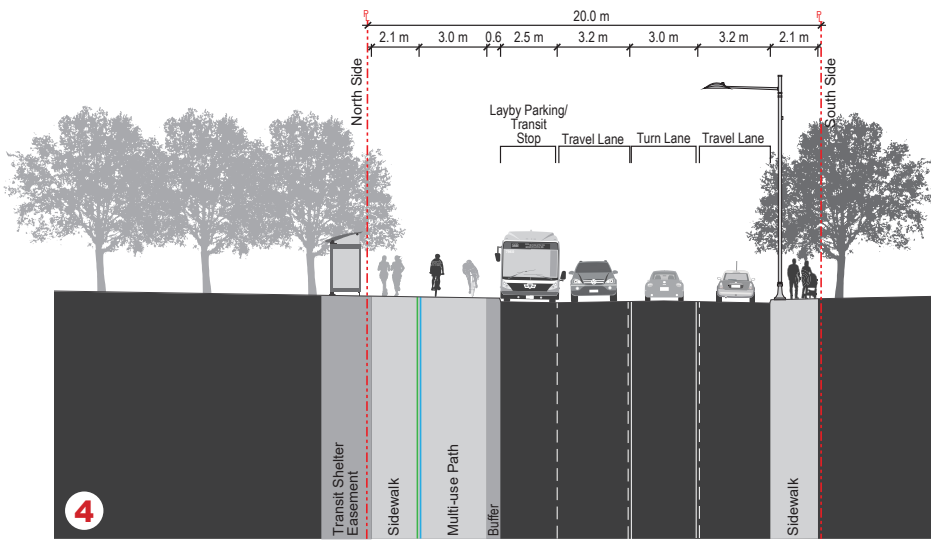 20.0 m
2.1 m 3.0 m 0.6 2.5 m 3.2 m 3.0 m 3.2 m 2.1 m
North Side
South Side
Layby Parking/
Transit
Stop
Travel Lane
Turn Lane
Travel Lane
Transit Shelter
Easement
Sidewalk
Multi-use Path
Buffer
Sidewalk
4